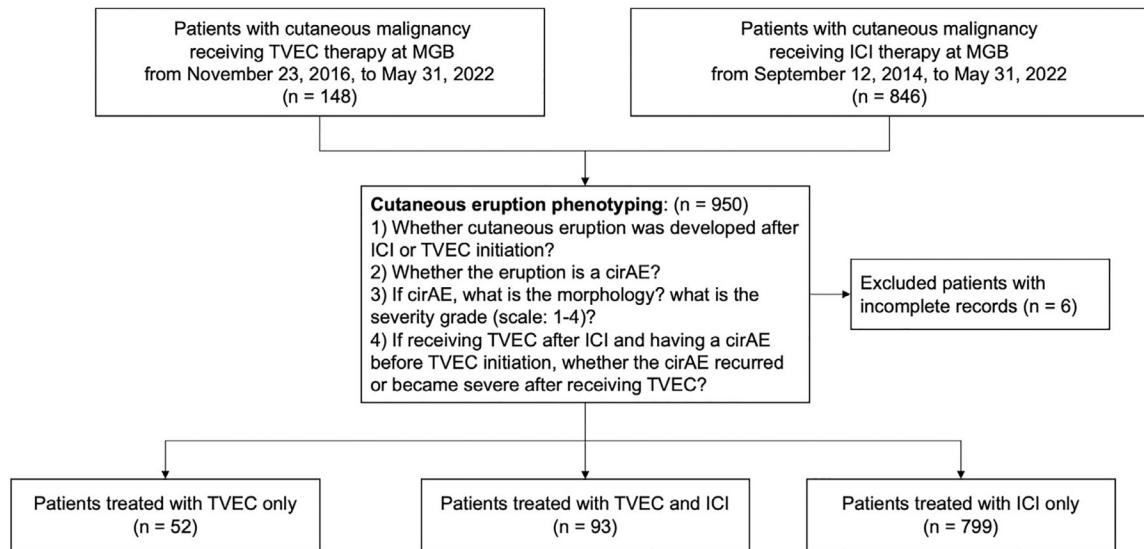 Patients with cutaneous malignancy
receiving TVEC therapy at MGB
from November 23, 2016, to May 31, 2022
(n = 148)
Patients with cutaneous malignancy
receiving ICI therapy at MGB
from September 12, 2014, to May 31, 2022
(n = 846)
Cutaneous eruption phenotyping: (n = 950)
1) Whether cutaneous eruption was developed after
ICI or TVEC initiation?
2) Whether the eruption is a cirAE?
3) If cirAE, what is the morphology? what is the
severity grade (scale: 1-4)?
4) If receiving TVEC after ICI and having a cirAE
before TVEC initiation, whether the cirAE recurred
or became severe after receiving TVEC?
Excluded patients with
incomplete records (n = 6)
Patients treated with TVEC only
(n = 52)
Patients treated with TVEC and ICI
(n = 93)
Patients treated with ICI only
(n = 799)